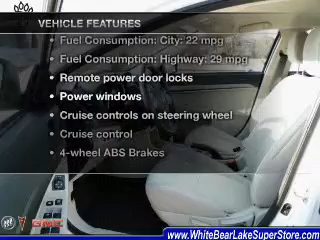 VEHICLE FEATURES
• Fuel Consumption: City: 22 mpg
• Fuel Consumption: Highway: 29 mpg
• Remote power door locks
• Power windows
• Cruise controls on steering wheel
• Cruise control
• 4-wheel ABS Brakes
GMC
www.WhiteBearLakeSuperStore.com